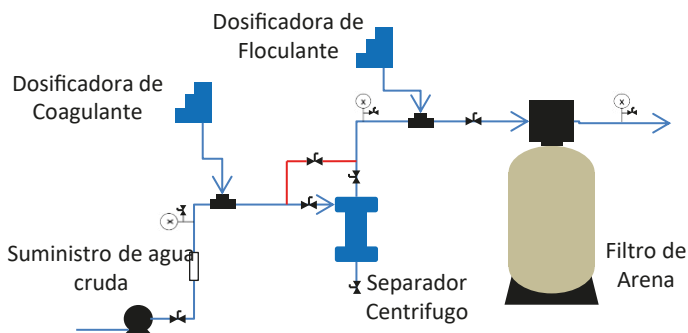 Dosificadora de
Floculante
Dosificadora de
Coagulante
x
x
x
Suministro de agua
cruda
Separador
Centrifugo
Filtro de
Arena